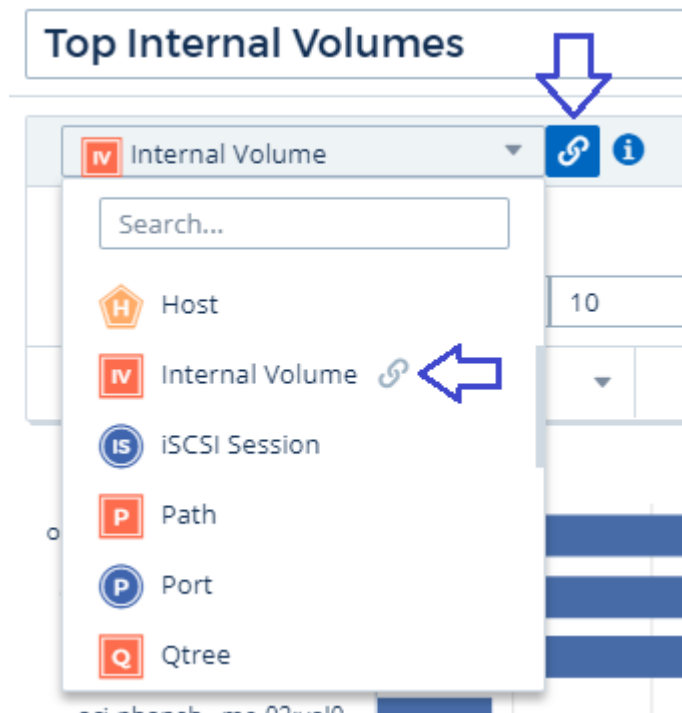 Top Internal Volumes
IV Internal Volume
i
Search...
H Host
10
IV Internal Volume
IS iSCSI Session
P Path
o
P Port
Q Qtree